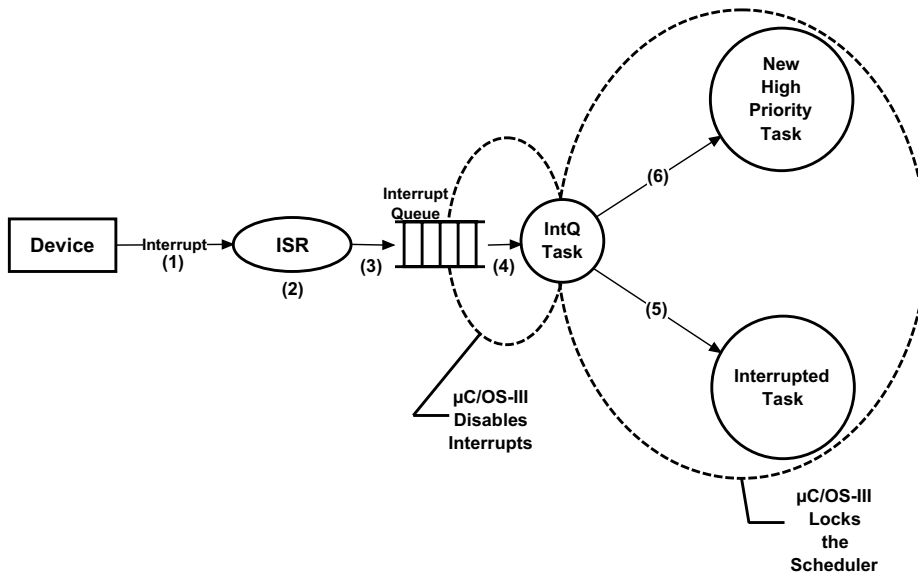 Device
Interrupt
(1)
ISR
(2)
(3)
Interrupt
Queue
(4)
IntQ
Task
(6)
New
High
Priority
Task
(5)
Interrupted
Task
µC/OS-III
Disables
Interrupts
µC/OS-III
Locks
the
Scheduler